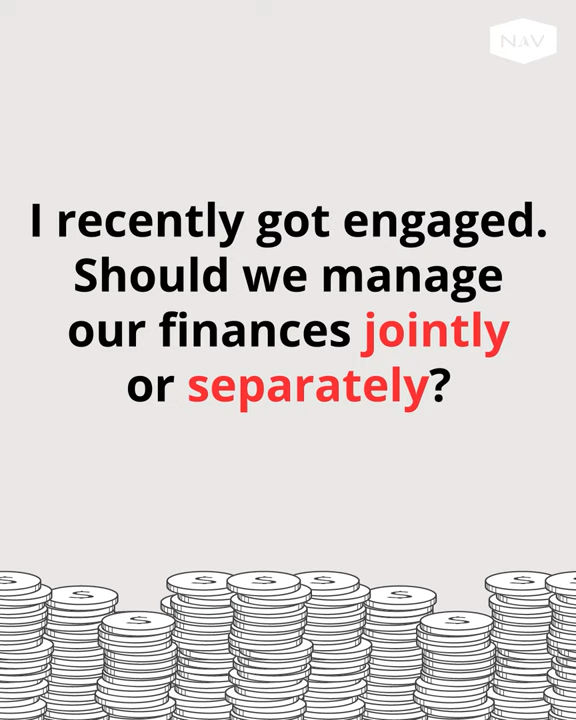 NAV
I recently got engaged.
Should we manage
our finances jointly
or separately?
$
$
$
$
$
$
$
$
$
$